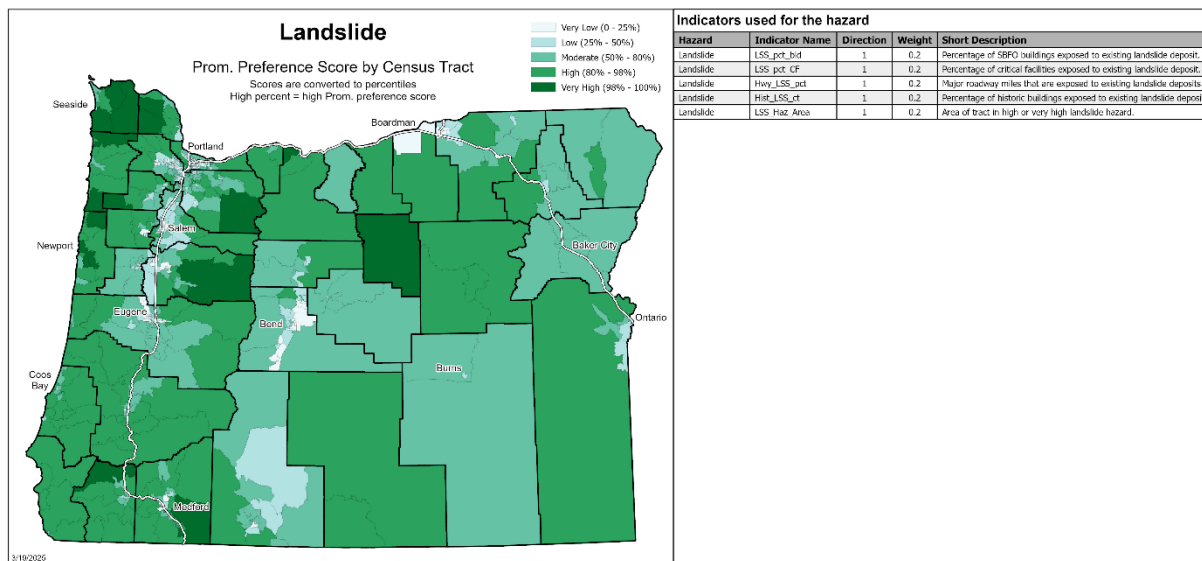 Landslide
Prom. Preference Score by Census Tract
Scores are converted to percentiles
High percent = high Prom. preference score
Very Low (0 - 25%)
Low (25% - 50%)
Moderate (50% - 80%)
High (80% - 98%)
Very High (98% - 100%)
Seaside
Portland
Boardman
Salem
Newport
Baker City
Eugene
Bend
Ontario
Burns
Coos
Bay
Medford
3/19/2025
Indicators used for the hazard
Hazard Indicator Name Direction Weight Short Description
Landslide LSS_pct_bld 1 0.2 Percentage of SBFO buildings exposed to existing landslide deposit.
Landslide LSS_pct_CF 1 0.2 Percentage of critical facilities exposed to existing landslide deposit.
Landslide Hwy_LSS_pct 1 0.2 Major roadway miles that are exposed to existing landslide deposits
Landslide Hist_LSS_ct 1 0.2 Percentage of historic buildings exposed to existing landslide deposi
Landslide LSS_Haz_Area 1 0.2 Area of tract in high or very high landslide hazard.